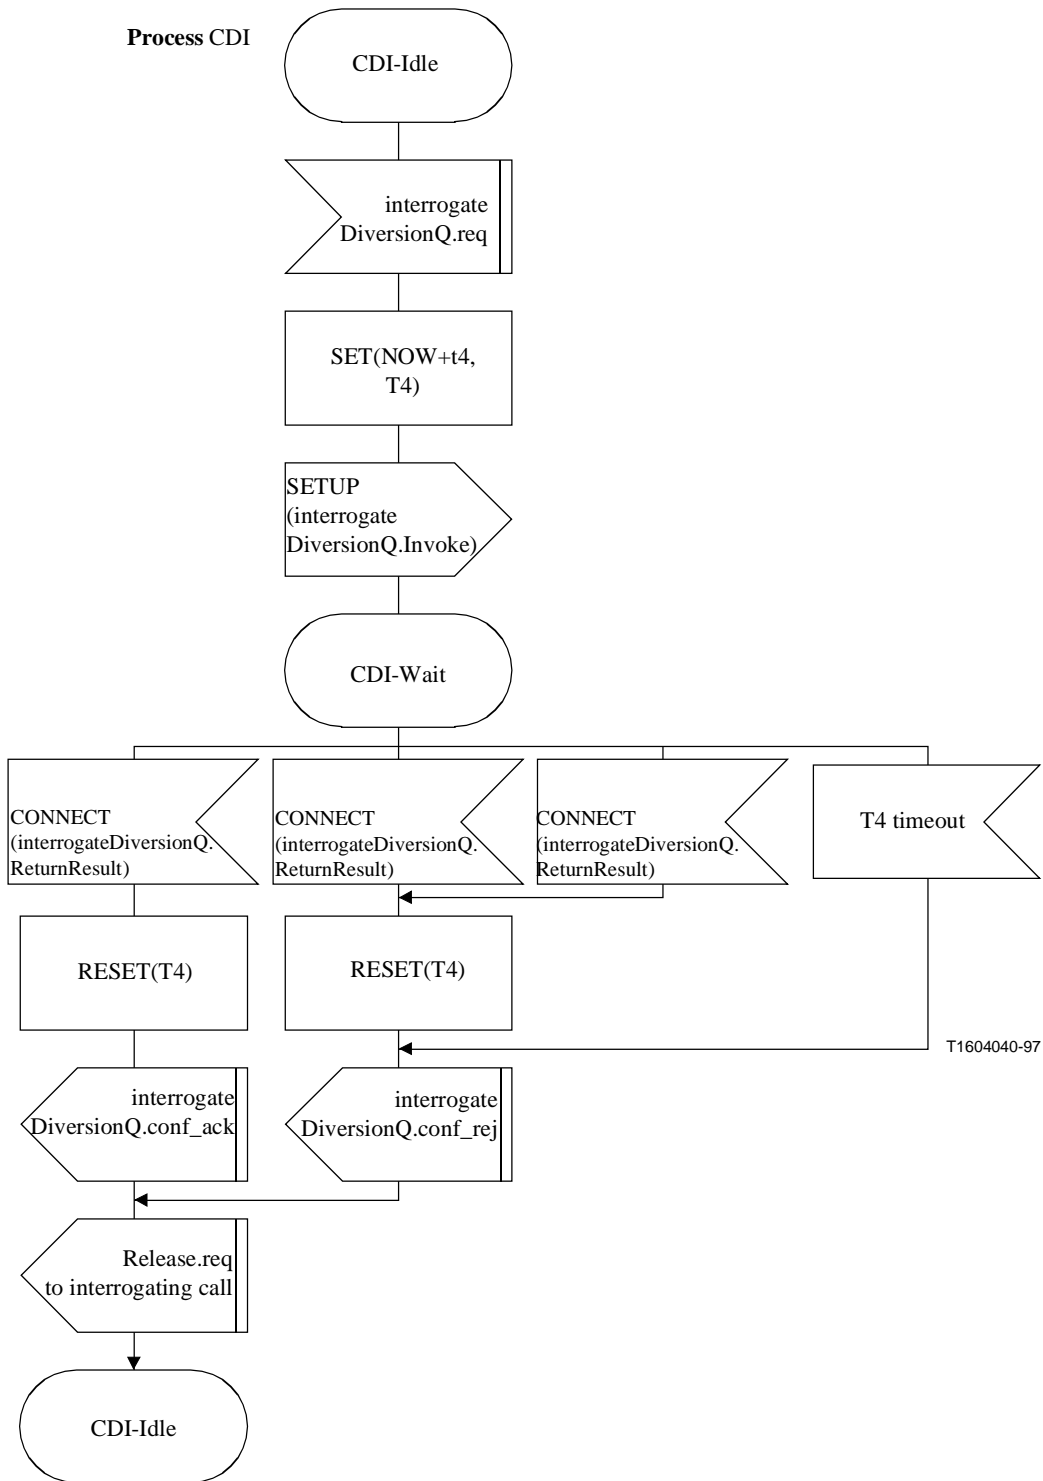 Process CDI
CDI-Idle
interrogate
DiversionQ.req
SET(NOW+t4,
T4)
SETUP
(interrogate
DiversionQ.Invoke)
CDI-Wait
CONNECT
(interrogateDiversionQ.
ReturnResult)
CONNECT
(interrogateDiversionQ.
ReturnResult)
CONNECT
(interrogateDiversionQ.
ReturnResult)
T4 timeout
RESET(T4)
RESET(T4)
T1604040-97
interrogate
DiversionQ.conf_ack
interrogate
DiversionQ.conf_rej
Release.req
to interrogating call
CDI-Idle